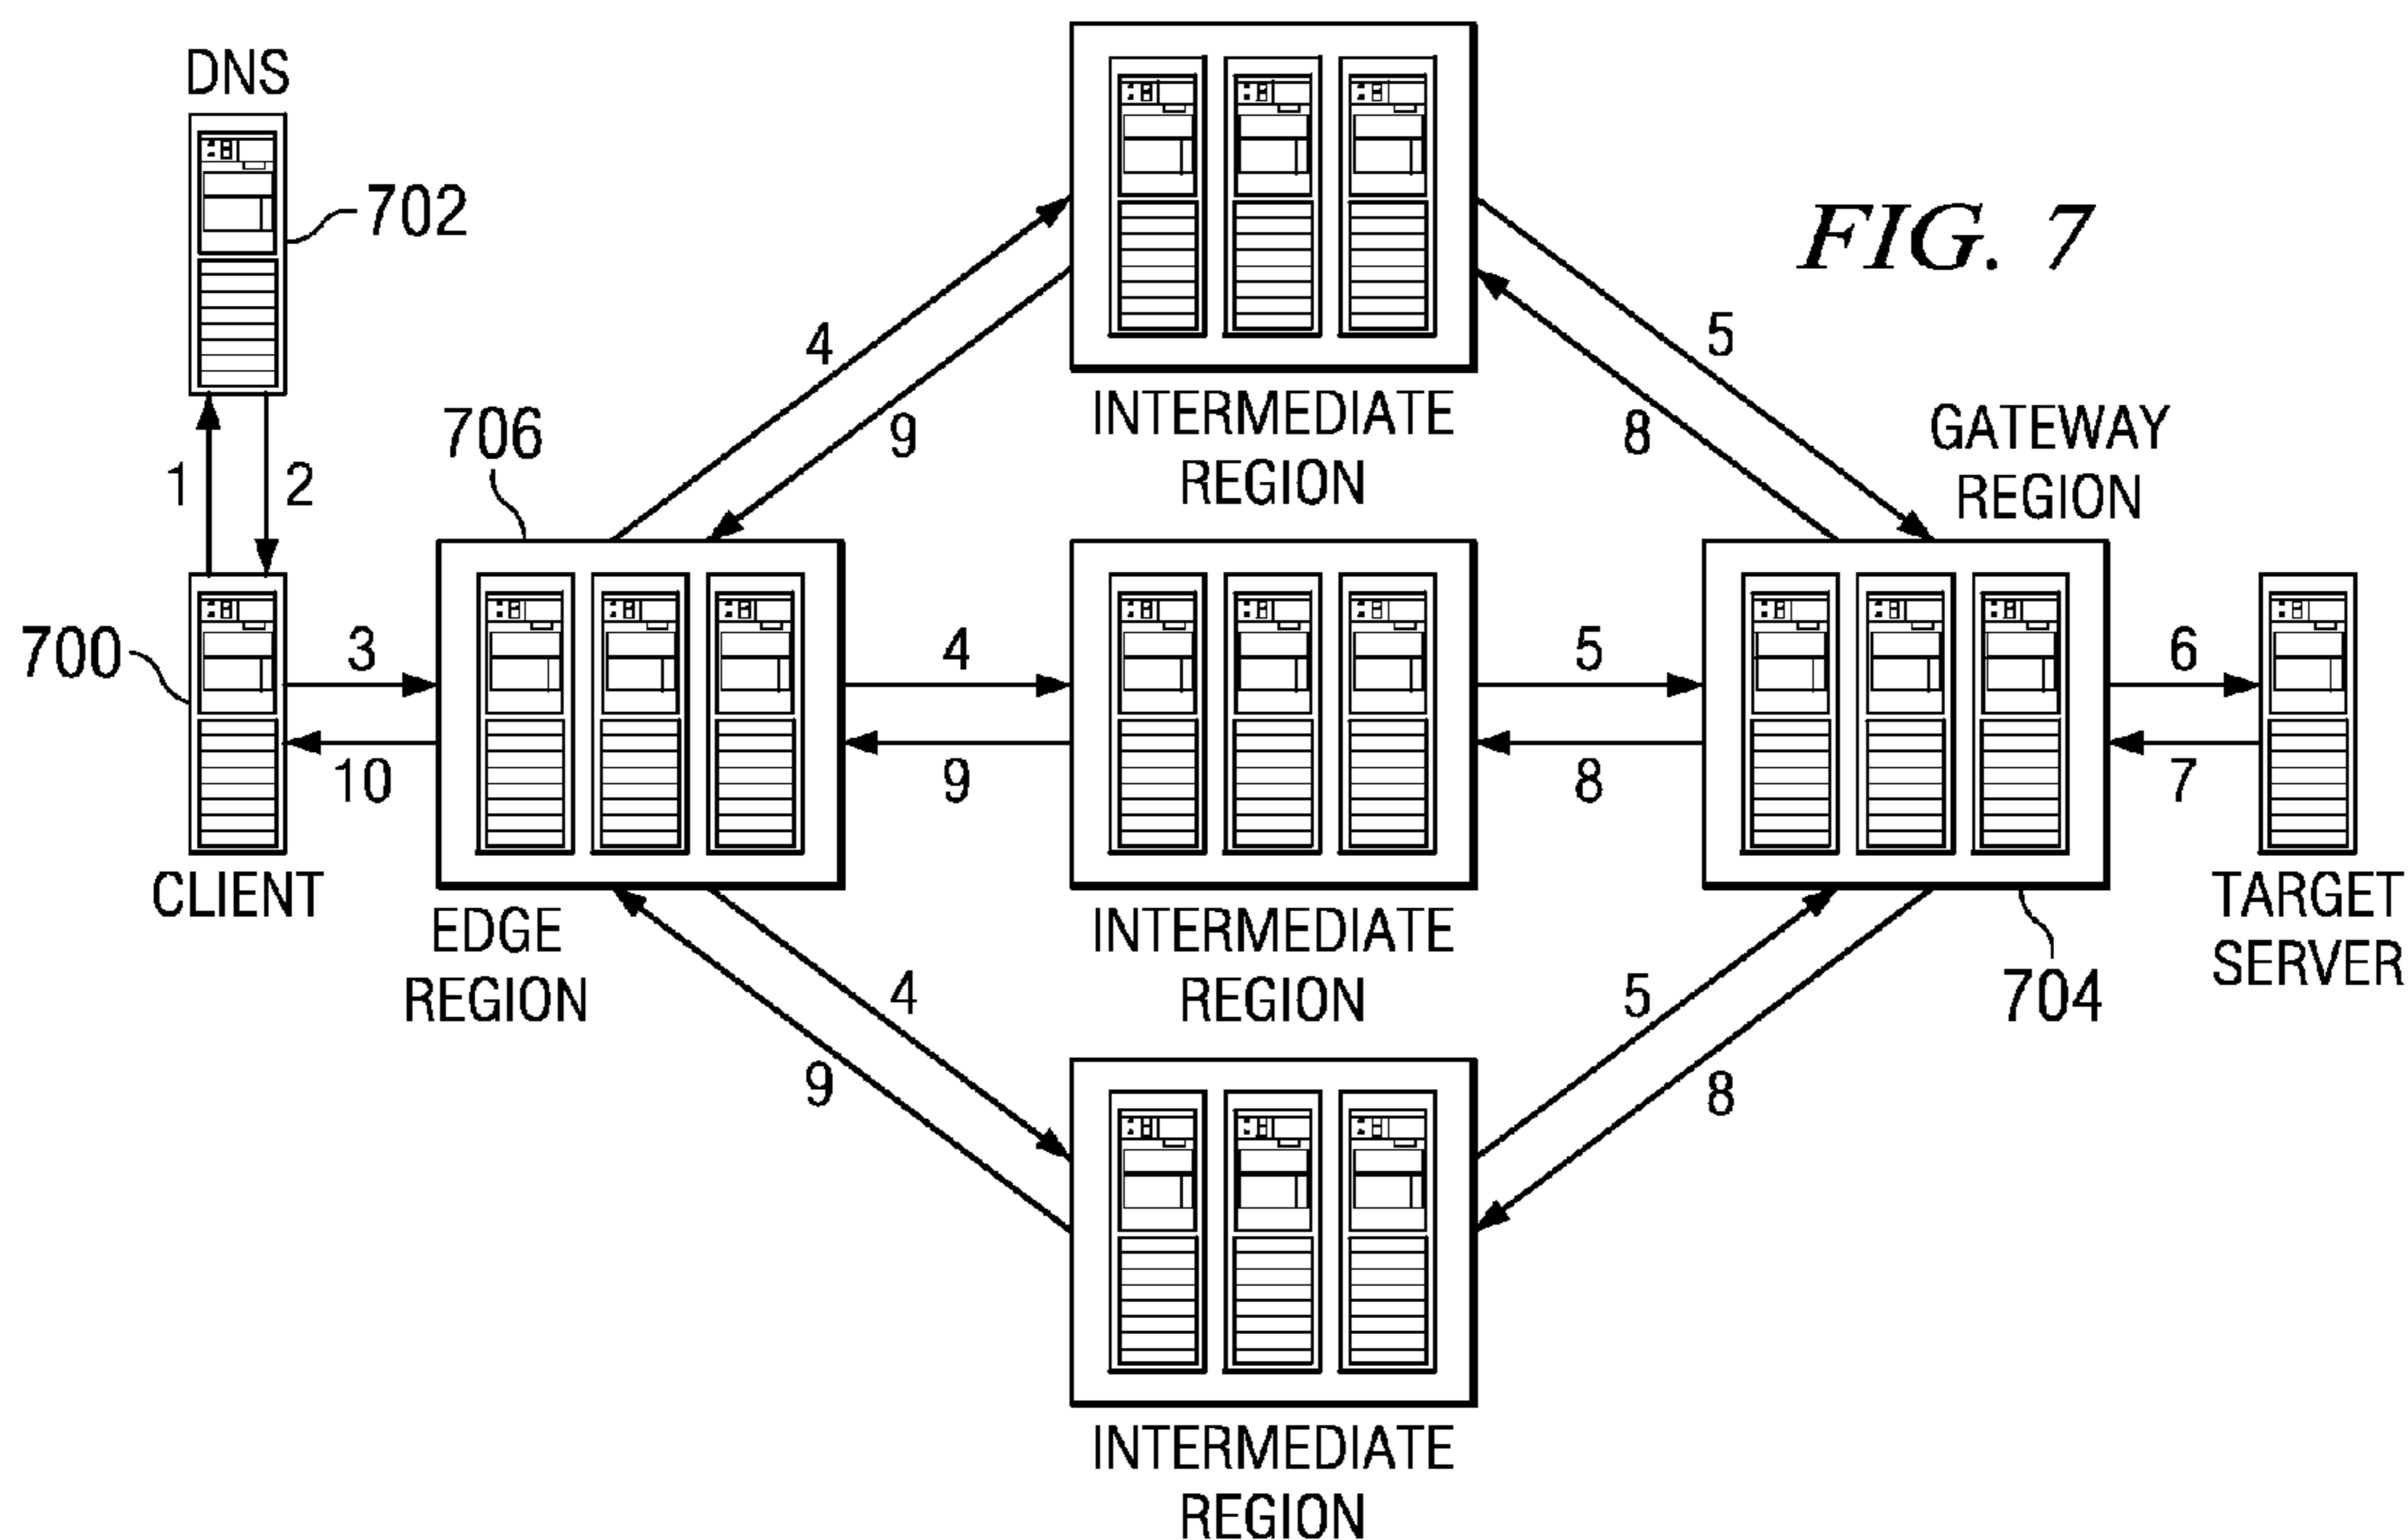 DNS
702
FIG. 7
4
5
9
8
INTERMEDIATE
REGION
GATEWAY
REGION
706
1
2
700
3
4
5
6
10
9
8
7
CLIENT
EDGE
REGION
INTERMEDIATE
REGION
TARGET
SERVER
704
4
5
9
8
INTERMEDIATE
REGION